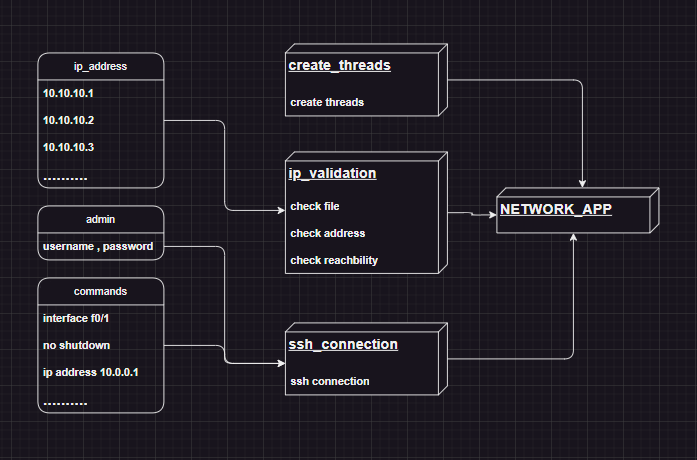 ip_address
10.10.10.1
10.10.10.2
10.10.10.3
..........
admin
username , password
commands
interface f0/1
no shutdown
ip address 10.0.0.1
..........
create_threads
create threads
ip_validation
check file
check address
check reachbility
ssh_connection
ssh connection
NETWORK_APP